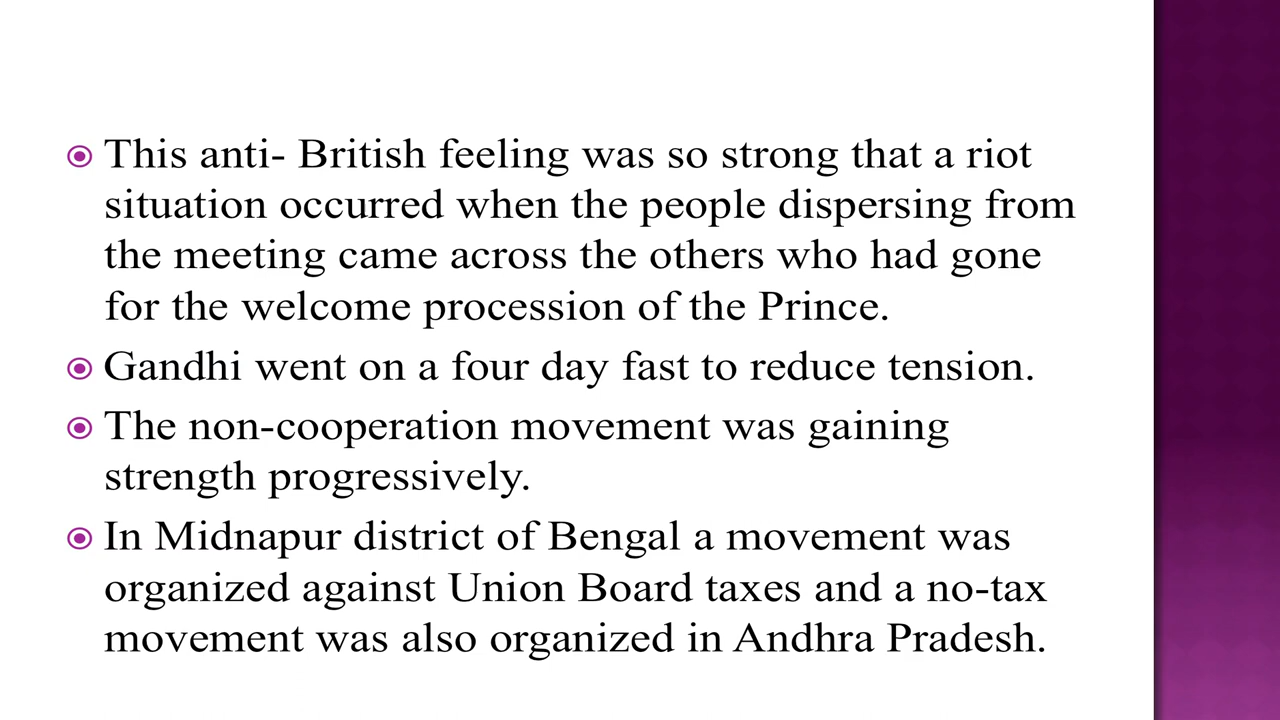 This anti- British feeling was so strong that a riot
situation occurred when the people dispersing from
the meeting came across the others who had gone
for the welcome procession of the Prince.
Gandhi went on a four day fast to reduce tension.
The non-cooperation movement was gaining
strength progressively.
In Midnapur district of Bengal a movement was
organized against Union Board taxes and a no-tax
movement was also organized in Andhra Pradesh.